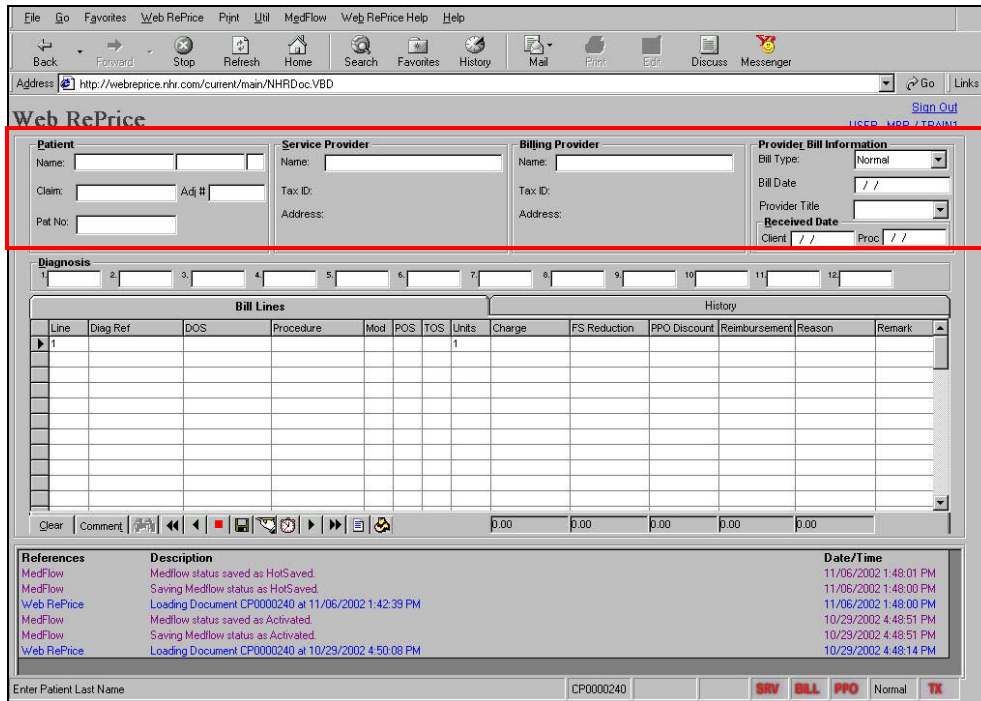 File Go Favorites Web RePrice Print Util MedFlow Web RePrice Help Help
Back Forward Stop Refresh Home Search Favorites History Mail Print Edit Discuss Messenger
Address http://webreprice.nhr.com/current/main/NHRDoc.VBD Go Links
Sign Out
Web RePrice
Patient Service Provider Billing Provider Provider Bill Information
Name: Name: Name: Bill Type: Normal
Claim: Adj # Tax ID: Tax ID: Bill Date / /
Pat No: Address: Address: Provider Title
Received Date
Client / / Proc / /
Diagnosis
1. 2. 3. 4. 5. 6. 7. 8. 9. 10 11. 12.
Bill Lines History
Line Diag Ref DOS Procedure Mod POS TOS Units Charge FS Reduction PPO Discount Reimbursement Reason Remark
1 1
Clear Comment 0.00 0.00 0.00 0.00 0.00
References Description Date/Time
MedFlow Medflow status saved as HotSaved. 11/06/2002 1:48:01 PM
MedFlow Saving Medflow status as HotSaved. 11/06/2002 1:48:00 PM
Web RePrice Loading Document CP0000240 at 11/06/2002 1:42:39 PM 11/06/2002 1:48:00 PM
MedFlow Medflow status saved as Activated. 10/29/2002 4:48:51 PM
MedFlow Saving Medflow status as Activated. 10/29/2002 4:48:51 PM
Web RePrice Loading Document CP0000240 at 10/29/2002 4:50:08 PM 10/29/2002 4:48:14 PM
Enter Patient Last Name CP0000240 SRV BILL PPO Normal TX